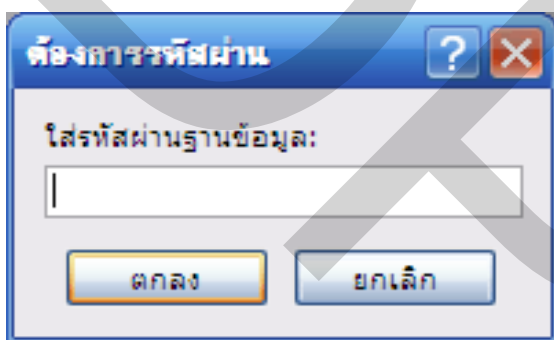 ต้องการรหัสผ่าน
ใส่รหัสผ่านฐานข้อมูล:
ตกลง ยกเลิก